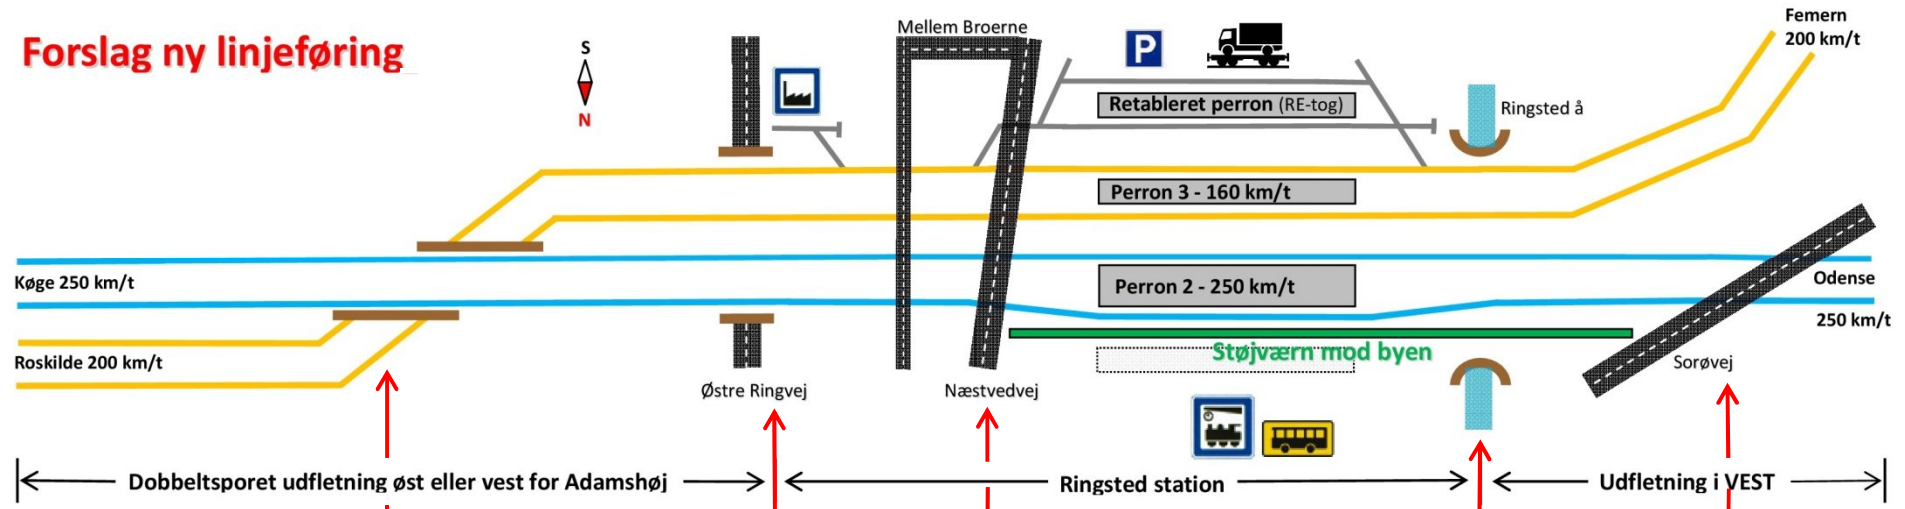 Forslag ny linjeføring
S
N
Mellem Broerne
P
Femern
200 km/t
Retableret perron (RE-tog)
Ringsted å
Perron 3 - 160 km/t
Køge 250 km/t
Perron 2 - 250 km/t
Odense
250 km/t
Roskilde 200 km/t
Støjværn mod byen
Sorøvej
Østre Ringvej
Næstvedvej
Dobbeltsporet udfletning øst eller vest for Adamshøj
Ringsted station
Udfletning i VEST